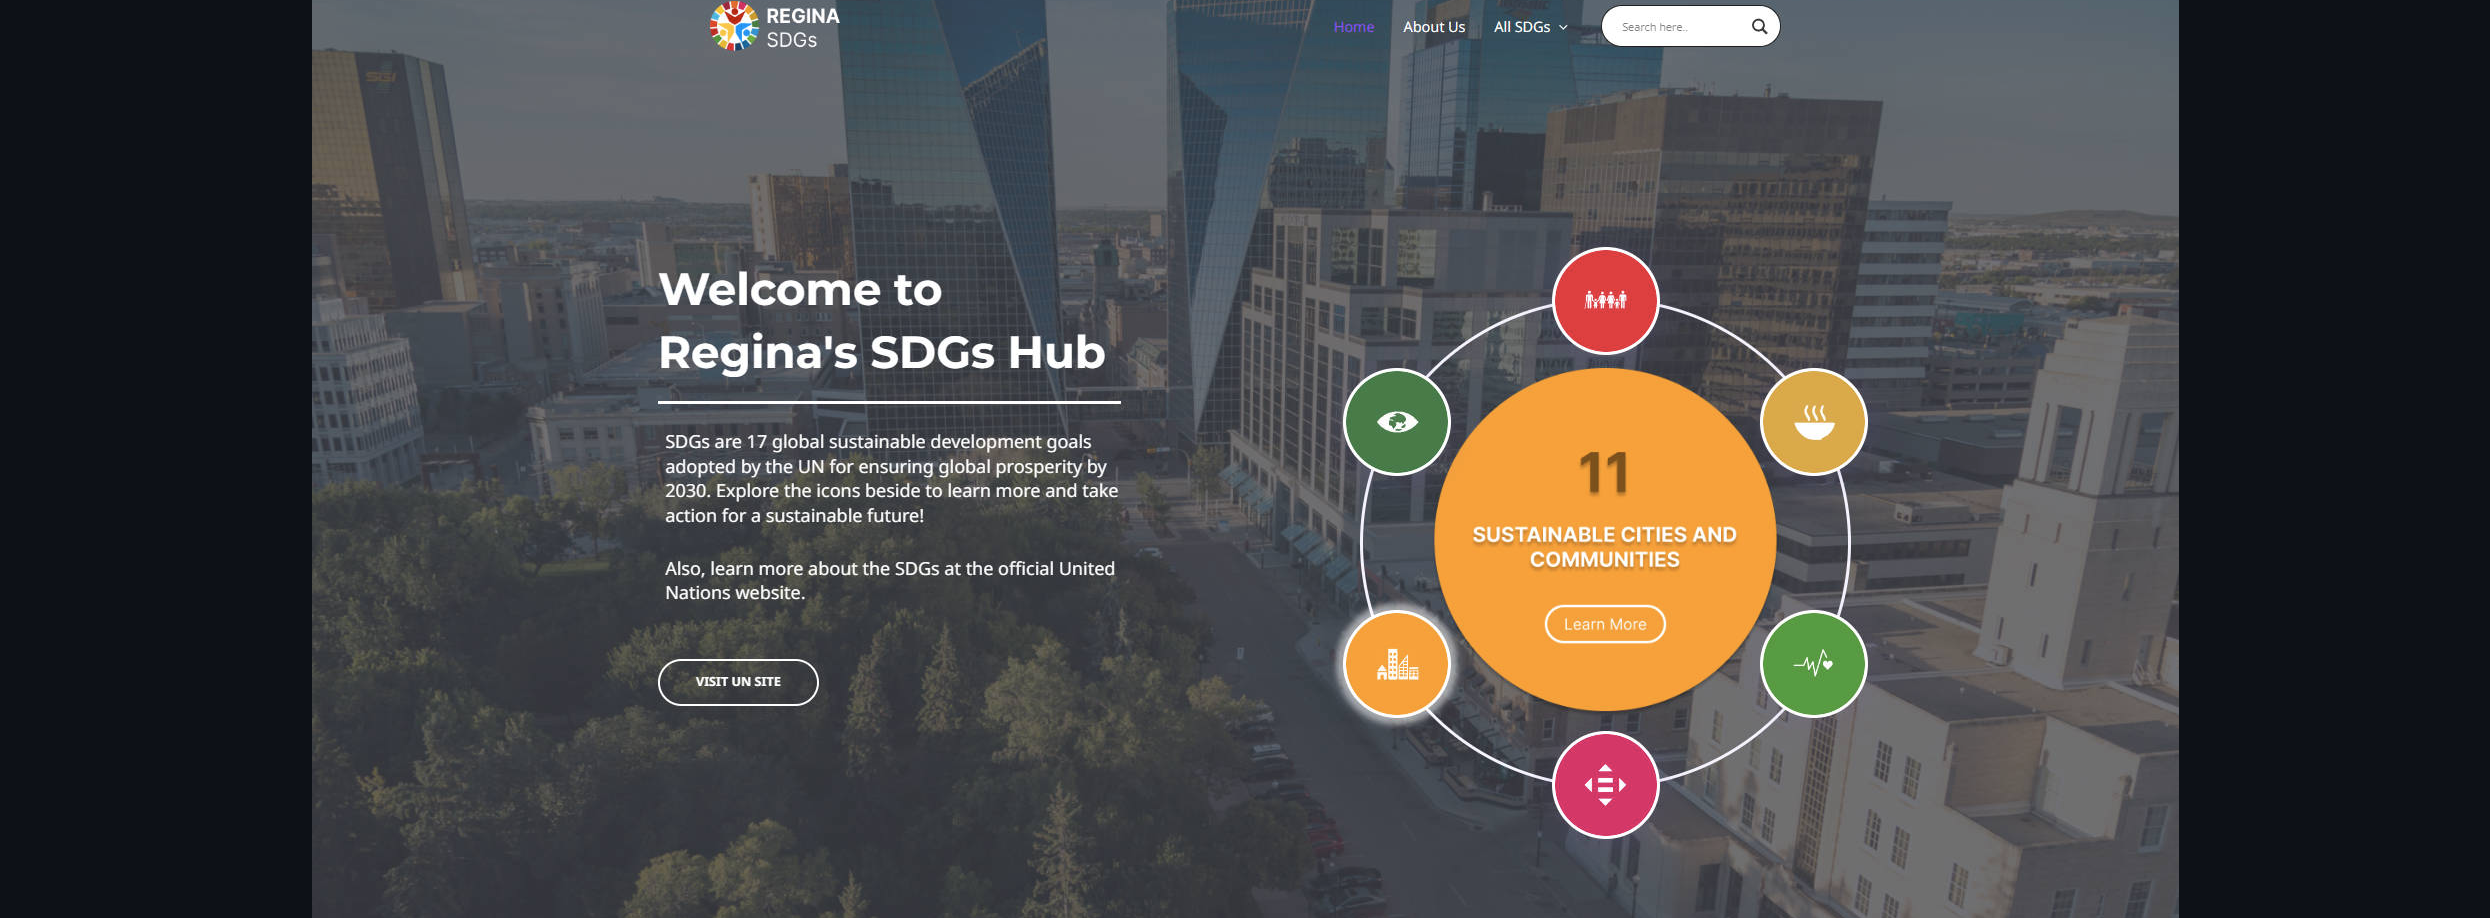 REGINA
SDGs
Home
About Us
All SDGs
Search here..
SGI
Welcome to
Regina's SDGs Hub
SDGs are 17 global sustainable development goals
adopted by the UN for ensuring global prosperity by
2030. Explore the icons beside to learn more and take
action for a sustainable future!
Also, learn more about the SDGs at the official United
Nations website.
VISIT UN SITE
11
SUSTAINABLE CITIES AND
COMMUNITIES
Learn More